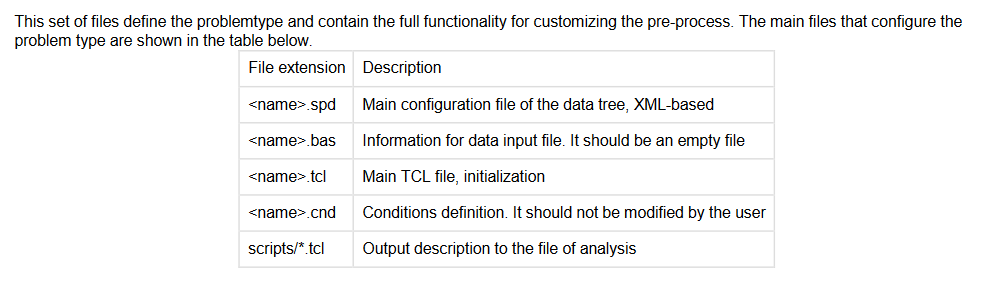 This set of files define the problemtype and contain the full functionality for customizing the pre-process. The main files that configure the
problem type are shown in the table below.
File extension Description
<name>.spd Main configuration file of the data tree, XML-based
<name>.bas Information for data input file. It should be an empty file
<name>.tcl Main TCL file, initialization
<name>.cnd Conditions definition. It should not be modified by the user
scripts/*.tcl Output description to the file of analysis